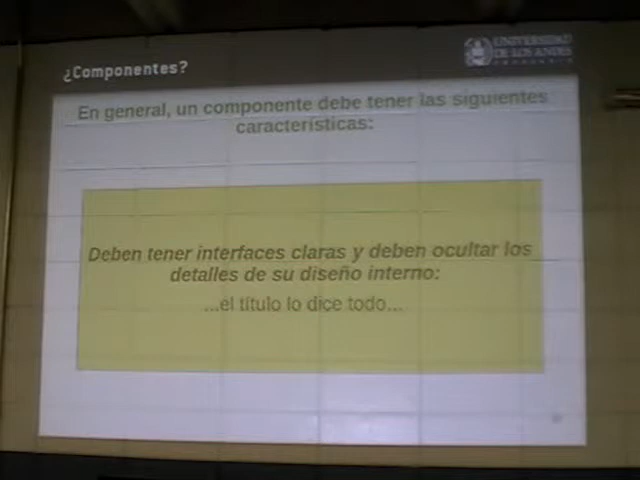 ¿Componentes?
UNIVERSIDAD
DE LOS ANDES
En general, un componente debe tener las siguientes
características:
Deben tener interfaces claras y deben ocultar los
detalles de su diseño interno:
...el título lo dice todo...